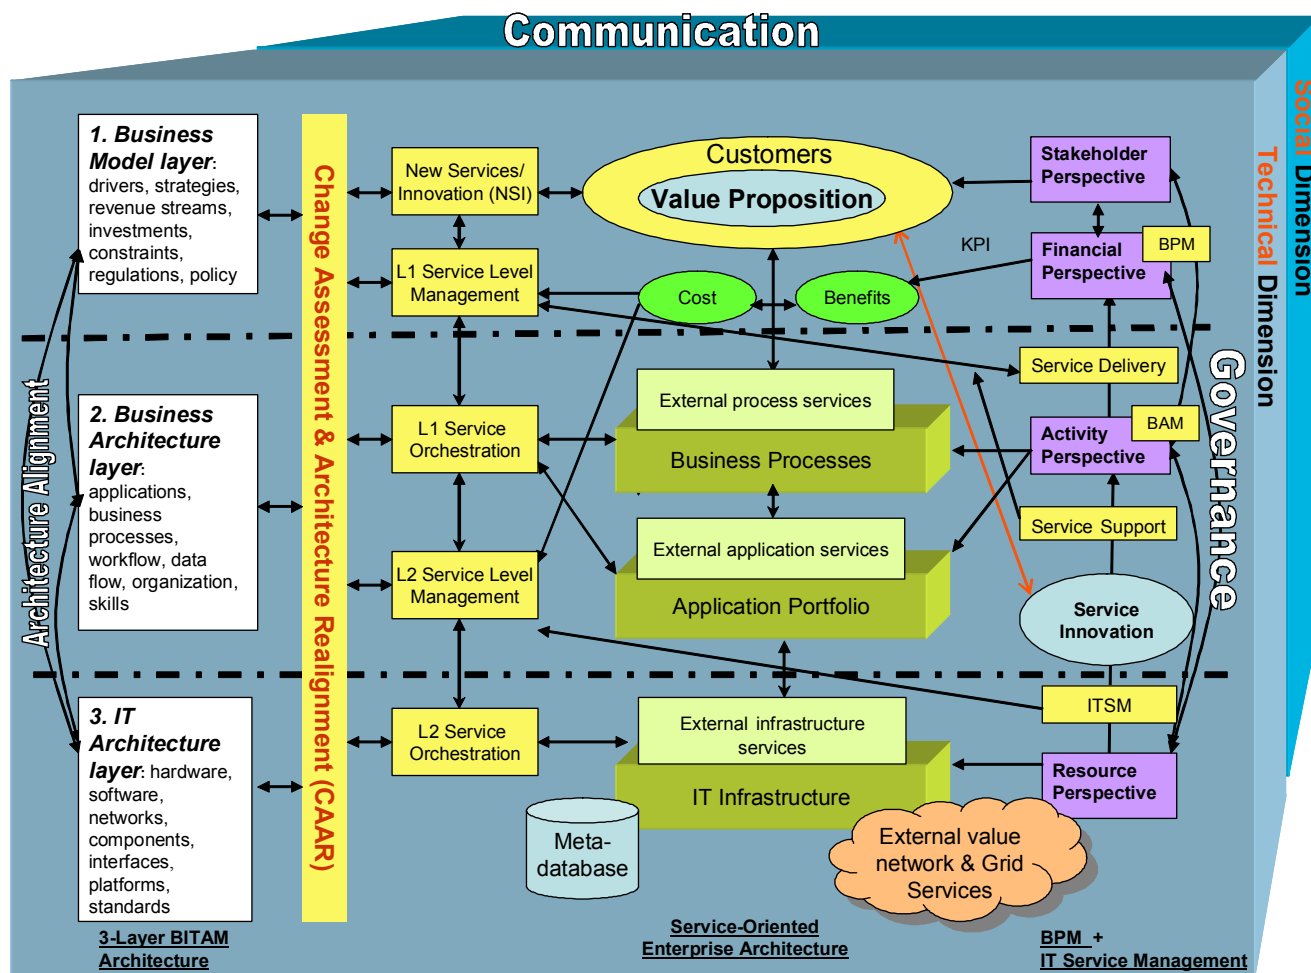 Communication
Social Dimension
Technical Dimension
Governance
Architecture Alignment
1. Business
Model layer:
drivers, strategies,
revenue streams,
investments,
constraints,
regulations, policy
2. Business
Architecture
layer:
applications,
business
processes,
workflow, data
flow, organization,
skills
3. IT
Architecture
layer: hardware,
software,
networks,
components,
interfaces,
platforms,
standards
3-Layer BITAM
Architecture
Change Assessment & Architecture Realignment (CAAR)
New Services/
Innovation (NSI)
L1 Service Level
Management
L1 Service
Orchestration
L2 Service Level
Management
L2 Service
Orchestration
Customers
Value Proposition
Cost
Benefits
KPI
External process services
Business Processes
External application services
Application Portfolio
External infrastructure
services
IT Infrastructure
Meta-
database
External value
network & Grid
Services
Service-Oriented
Enterprise Architecture
Stakeholder
Perspective
Financial
Perspective
BPM
Service Delivery
Activity
Perspective
BAM
Service Support
Service
Innovation
ITSM
Resource
Perspective
BPM +
IT Service Management